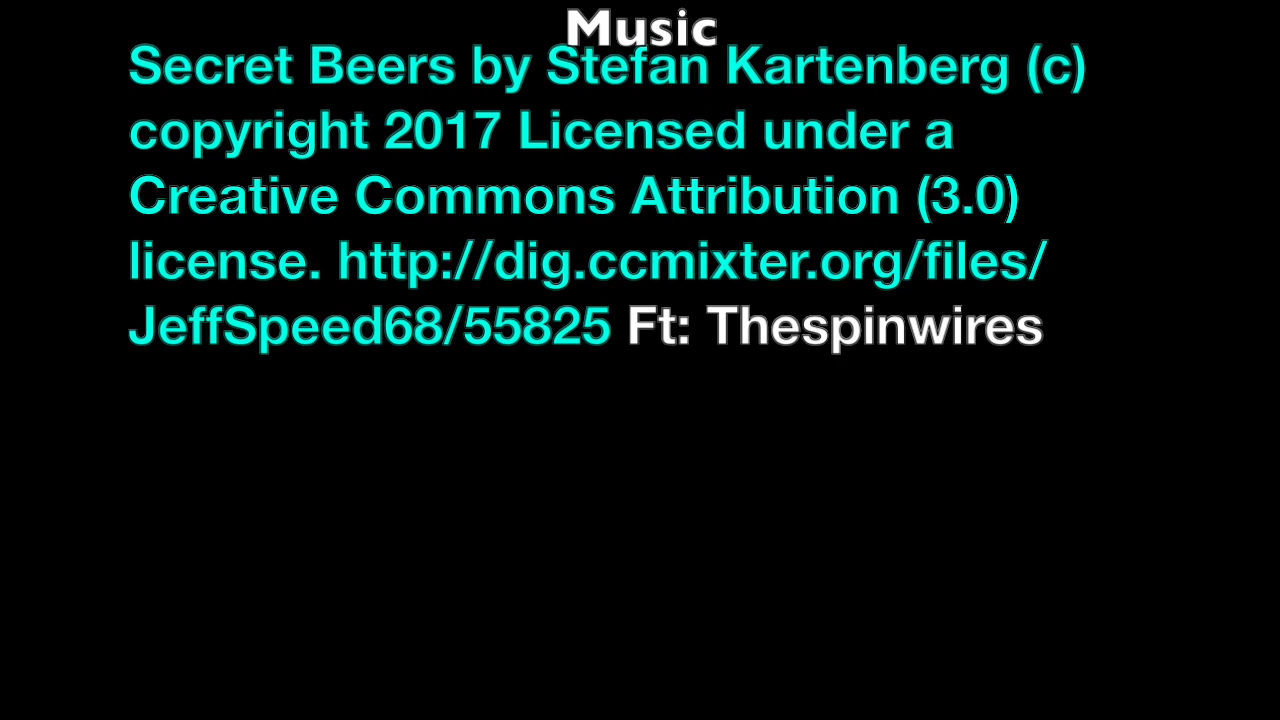 Music
Secret Beers by Stefan Kartenberg (c)
copyright 2017 Licensed under a
Creative Commons Attribution (3.0)
license. http://dig.ccmixter.org/files/
JeffSpeed68/55825 Ft: Thespinwires